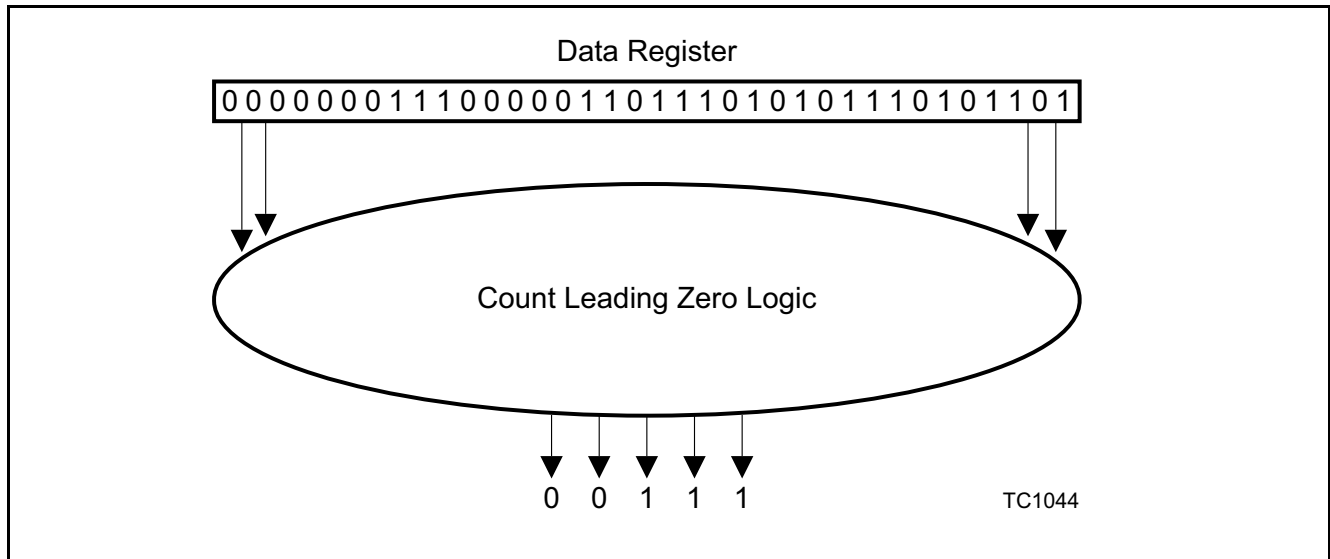 Data Register
0 0 0 0 0 0 0 1 1 1 0 0 0 0 0 1 1 0 1 1 1 0 1 0 1 0 1 1 1 0 1 0 1 1 0 1
Count Leading Zero Logic
0 0 1 1 1
TC1044